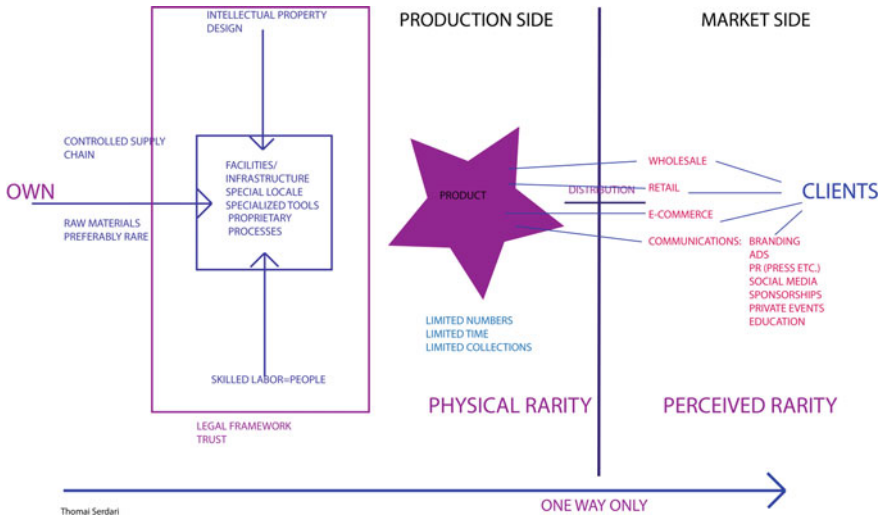 INTELLECTUAL PROPERTY
DESIGN
PRODUCTION SIDE
MARKET SIDE
CONTROLLED SUPPLY
CHAIN
OWN
RAW MATERIALS
PREFERABLY RARE
FACILITIES/
INFRASTRUCTURE
SPECIAL LOCALE
SPECIALIZED TOOLS
PROPRIETARY
PROCESSES
SKILLED LABOR=PEOPLE
LEGAL FRAMEWORK
TRUST
PRODUCT
LIMITED NUMBERS
LIMITED TIME
LIMITED COLLECTIONS
PHYSICAL RARITY
DISTRIBUTION
WHOLESALE
RETAIL
E-COMMERCE
COMMUNICATIONS: BRANDING
ADS
PR (PRESS ETC.)
SOCIAL MEDIA
SPONSORSHIPS
PRIVATE EVENTS
EDUCATION
CLIENTS
PERCEIVED RARITY
ONE WAY ONLY
Thomai Serdari